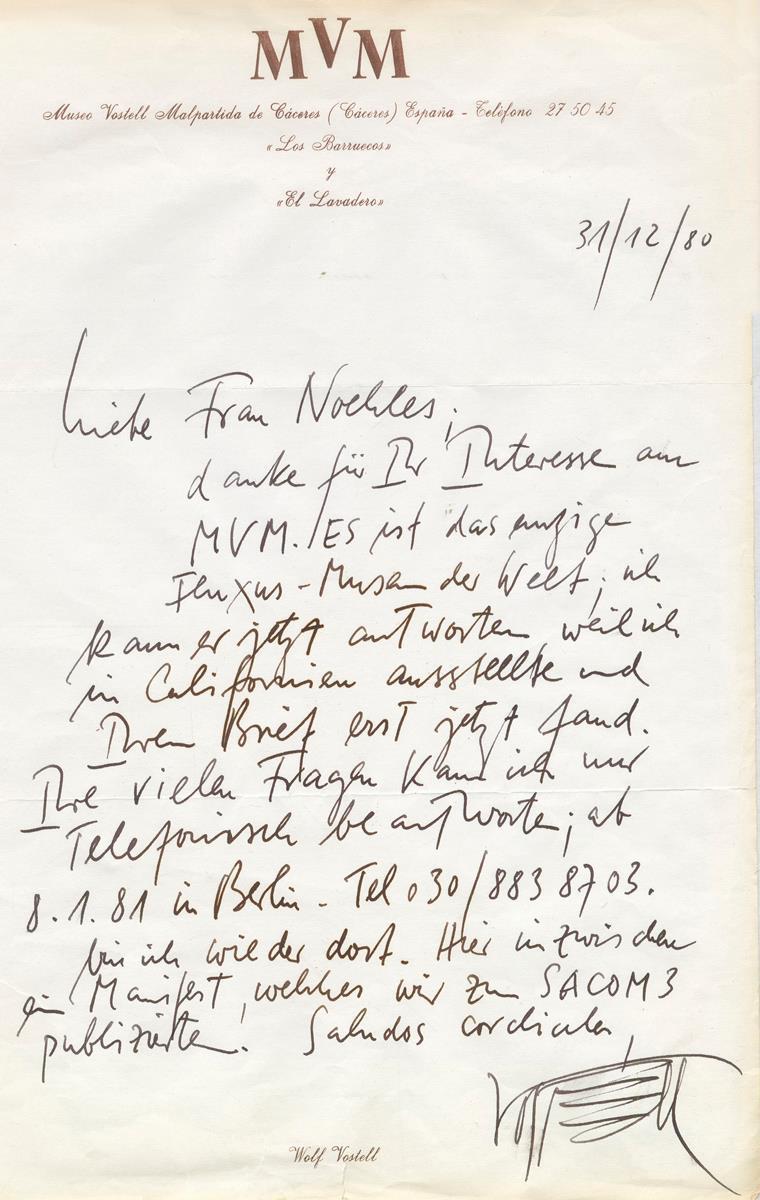 MVM
Museo Vostell Malpartida de Cáceres (Cáceres) España - Teléfono 27 50 45
«Los Barruecos»
y
«El Lavadero»
31/12/80
Liebe Frau
danke für Ihr Interesse am
MVM. ES ist das einzige
Fluxus-Museum der Welt; ich
kann er jetzt antworten weil ich
in Californien ausstellte und
Ihren Brief erst jetzt fand.
Ihre vielen Fragen kann ich nur
Telefonisch beantworten; ab
8.1.81 in Berlin - Tel 030/883 87 03.
bin ich wieder dort. Hier inzwischen
ein Manifest, welches wir zum SACOM 3
publizierten. Saludos cordiales,
Vostell
Wolf Vostell